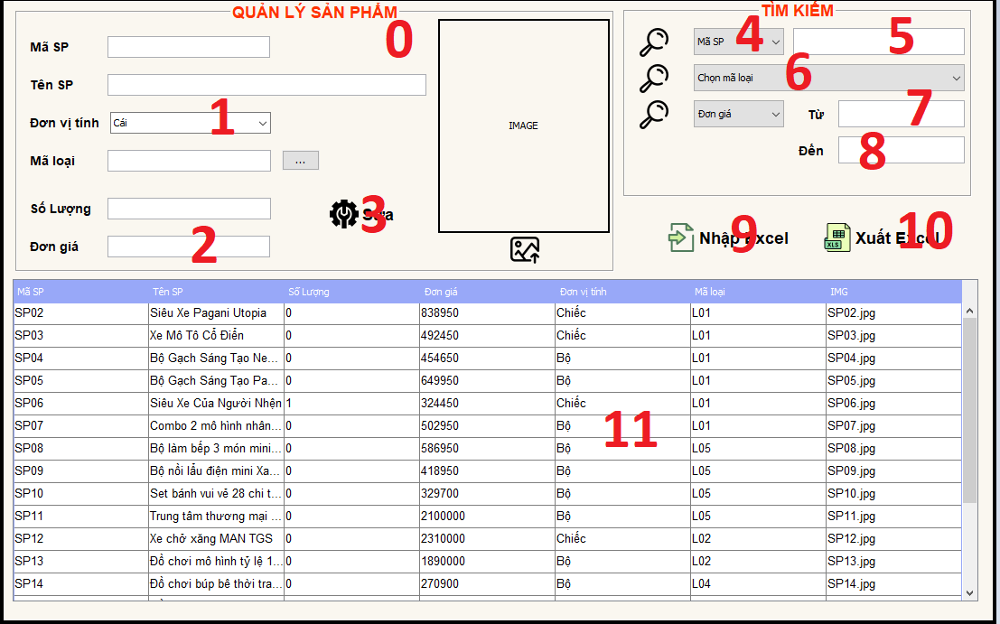 QUẢN LÝ SẢN PHẨM
0
Mã SP
Tên SP
Đơn vị tính Cái 1
Mã loại ...
Số Lượng
Đơn giá 2
Sửa 3
IMAGE
TÌM KIẾM
Mã SP 4 5
Chọn mã loại 6
Đơn giá Từ 7
Đến 8
Nhập Excel 9
Xuất Excel 10
Mã SP Tên SP Số Lượng Đơn giá Đơn vị tính Mã loại IMG
SP02 Siêu Xe Pagani Utopia 0 838950 Chiếc L01 SP02.jpg
SP03 Xe Mô Tô Cổ Điển 0 492450 Chiếc L01 SP03.jpg
SP04 Bộ Gạch Sáng Tạo Ne... 0 454650 Bộ L01 SP04.jpg
SP05 Bộ Gạch Sáng Tạo Pa... 0 649950 Bộ L01 SP05.jpg
SP06 Siêu Xe Của Người Nhện 1 324450 Chiếc L01 SP06.jpg
SP07 Combo 2 mô hình nhân... 0 502950 Bộ L01 SP07.jpg
11
SP08 Bộ làm bếp 3 món mini... 0 586950 Bộ L05 SP08.jpg
SP09 Bộ nồi lẩu điện mini Xa... 0 418950 Bộ L05 SP09.jpg
SP10 Set bánh vui vẻ 28 chi t... 0 329700 Bộ L05 SP10.jpg
SP11 Trung tâm thương mại ... 0 2100000 Bộ L05 SP11.jpg
SP12 Xe chở xăng MAN TGS 0 2310000 Chiếc L02 SP12.jpg
SP13 Đồ chơi mô hình tỷ lệ 1... 0 1890000 Bộ L02 SP13.jpg
SP14 Đồ chơi búp bê thời tra... 0 270900 Bộ L04 SP14.jpg